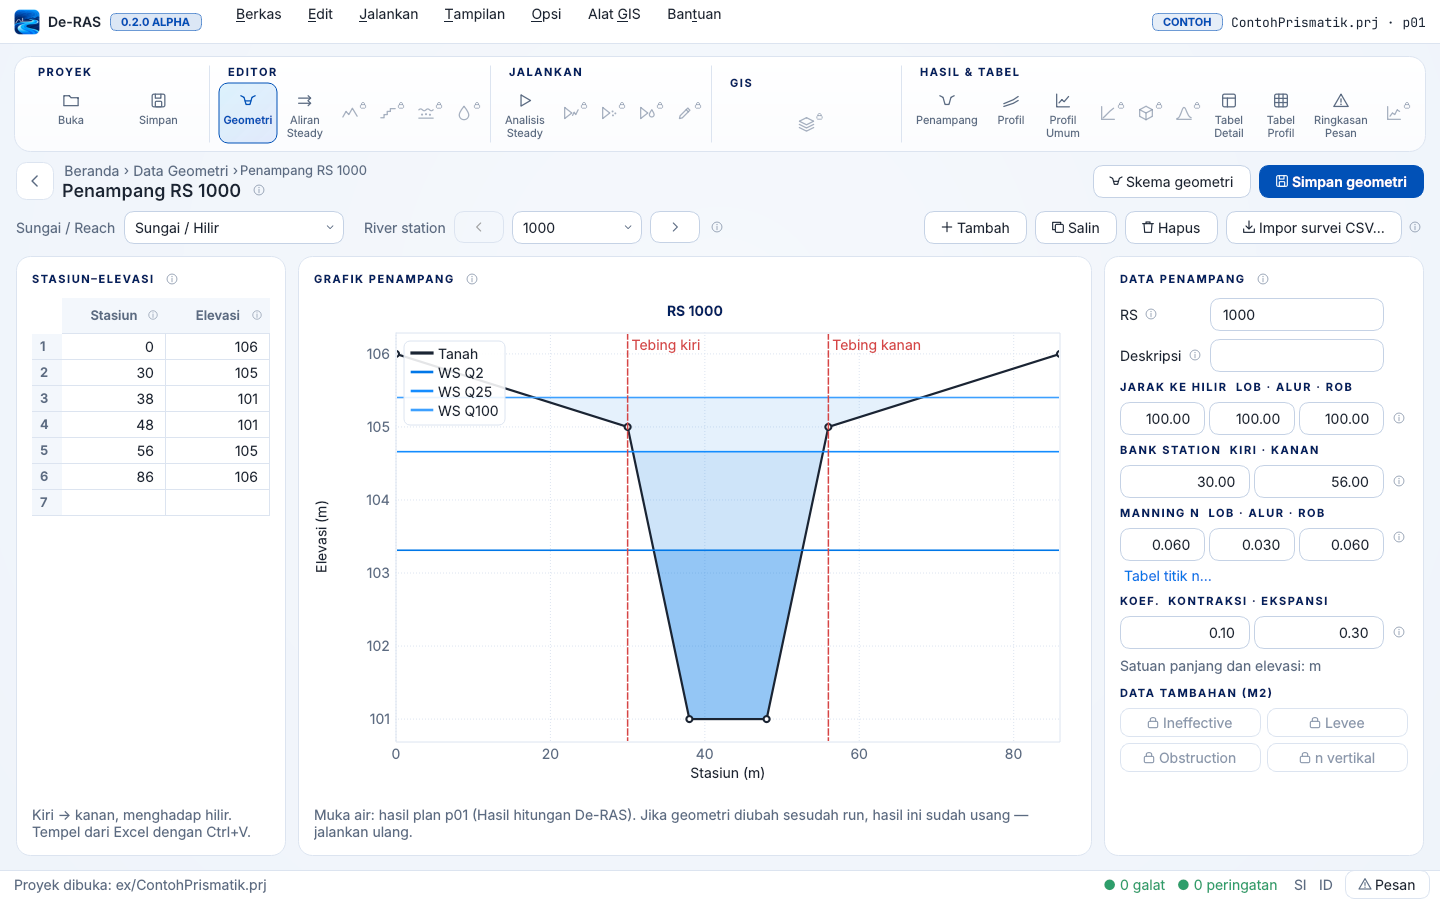 De-RAS 0.2.0 ALPHA Berkas Edit Jalankan Tampilan Opsi Alat GIS Bantuan CONTOH ContohPrismatik.prj · p01
PROYEK EDITOR JALANKAN GIS HASIL & TABEL
Buka Simpan Geometri Aliran Steady Analisis Steady Penampang Profil Profil Umum Tabel Detail Tabel Profil Ringkasan Pesan
Beranda › Data Geometri › Penampang RS 1000
Penampang RS 1000
Skema geometri Simpan geometri
Sungai / Reach Sungai / Hilir River station 1000 Tambah Salin Hapus Impor survei CSV...
STASIUN–ELEVASI
Stasiun Elevasi
1 0 106
2 30 105
3 38 101
4 48 101
5 56 105
6 86 106
7
Kiri → kanan, menghadap hilir.
Tempel dari Excel dengan Ctrl+V.
GRAFIK PENAMPANG
RS 1000
Tebing kiri Tebing kanan
Tanah
WS Q2
WS Q25
WS Q100
106
105
104
103
102
101
Elevasi (m)
0 20 40 60 80
Stasiun (m)
Muka air: hasil plan p01 (Hasil hitungan De-RAS). Jika geometri diubah sesudah run, hasil ini sudah usang —
jalankan ulang.
DATA PENAMPANG
RS 1000
Deskripsi
JARAK KE HILIR LOB · ALUR · ROB
100.00 100.00 100.00
BANK STATION KIRI · KANAN
30.00 56.00
MANNING N LOB · ALUR · ROB
0.060 0.030 0.060
Tabel titik n...
KOEF. KONTRAKSI · EKSPANSI
0.10 0.30
Satuan panjang dan elevasi: m
DATA TAMBAHAN (M2)
Ineffective Levee
Obstruction n vertikal
Proyek dibuka: ex/ContohPrismatik.prj 0 galat 0 peringatan SI ID Pesan